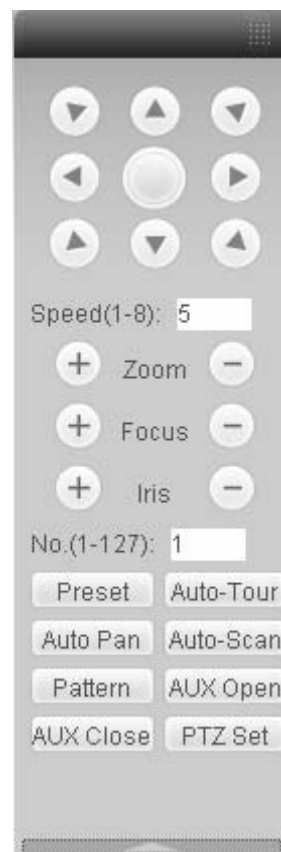 Speed(1-8): 5
+ Zoom −
+ Focus −
+ Iris −
No.(1-127): 1
Preset Auto-Tour
Auto Pan Auto-Scan
Pattern AUX Open
AUX Close PTZ Set